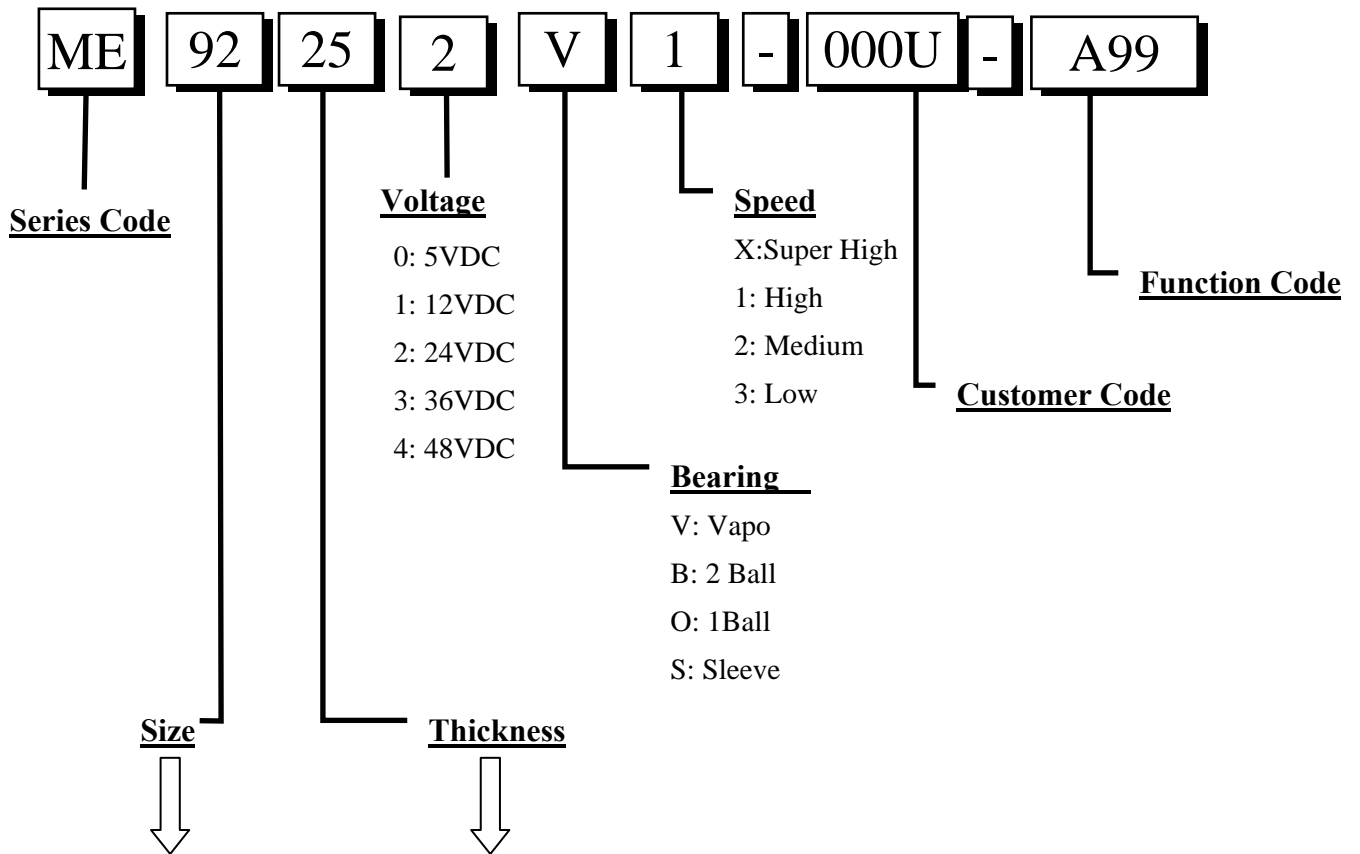 ME 92 25 2 V 1 - 000U - A99
Series Code
Voltage
0: 5VDC
1: 12VDC
2: 24VDC
3: 36VDC
4: 48VDC
Speed
X:Super High
1: High
2: Medium
3: Low
Function Code
Customer Code
Bearing
V: Vapo
B: 2 Ball
O: 1Ball
S: Sleeve
Size
Thickness